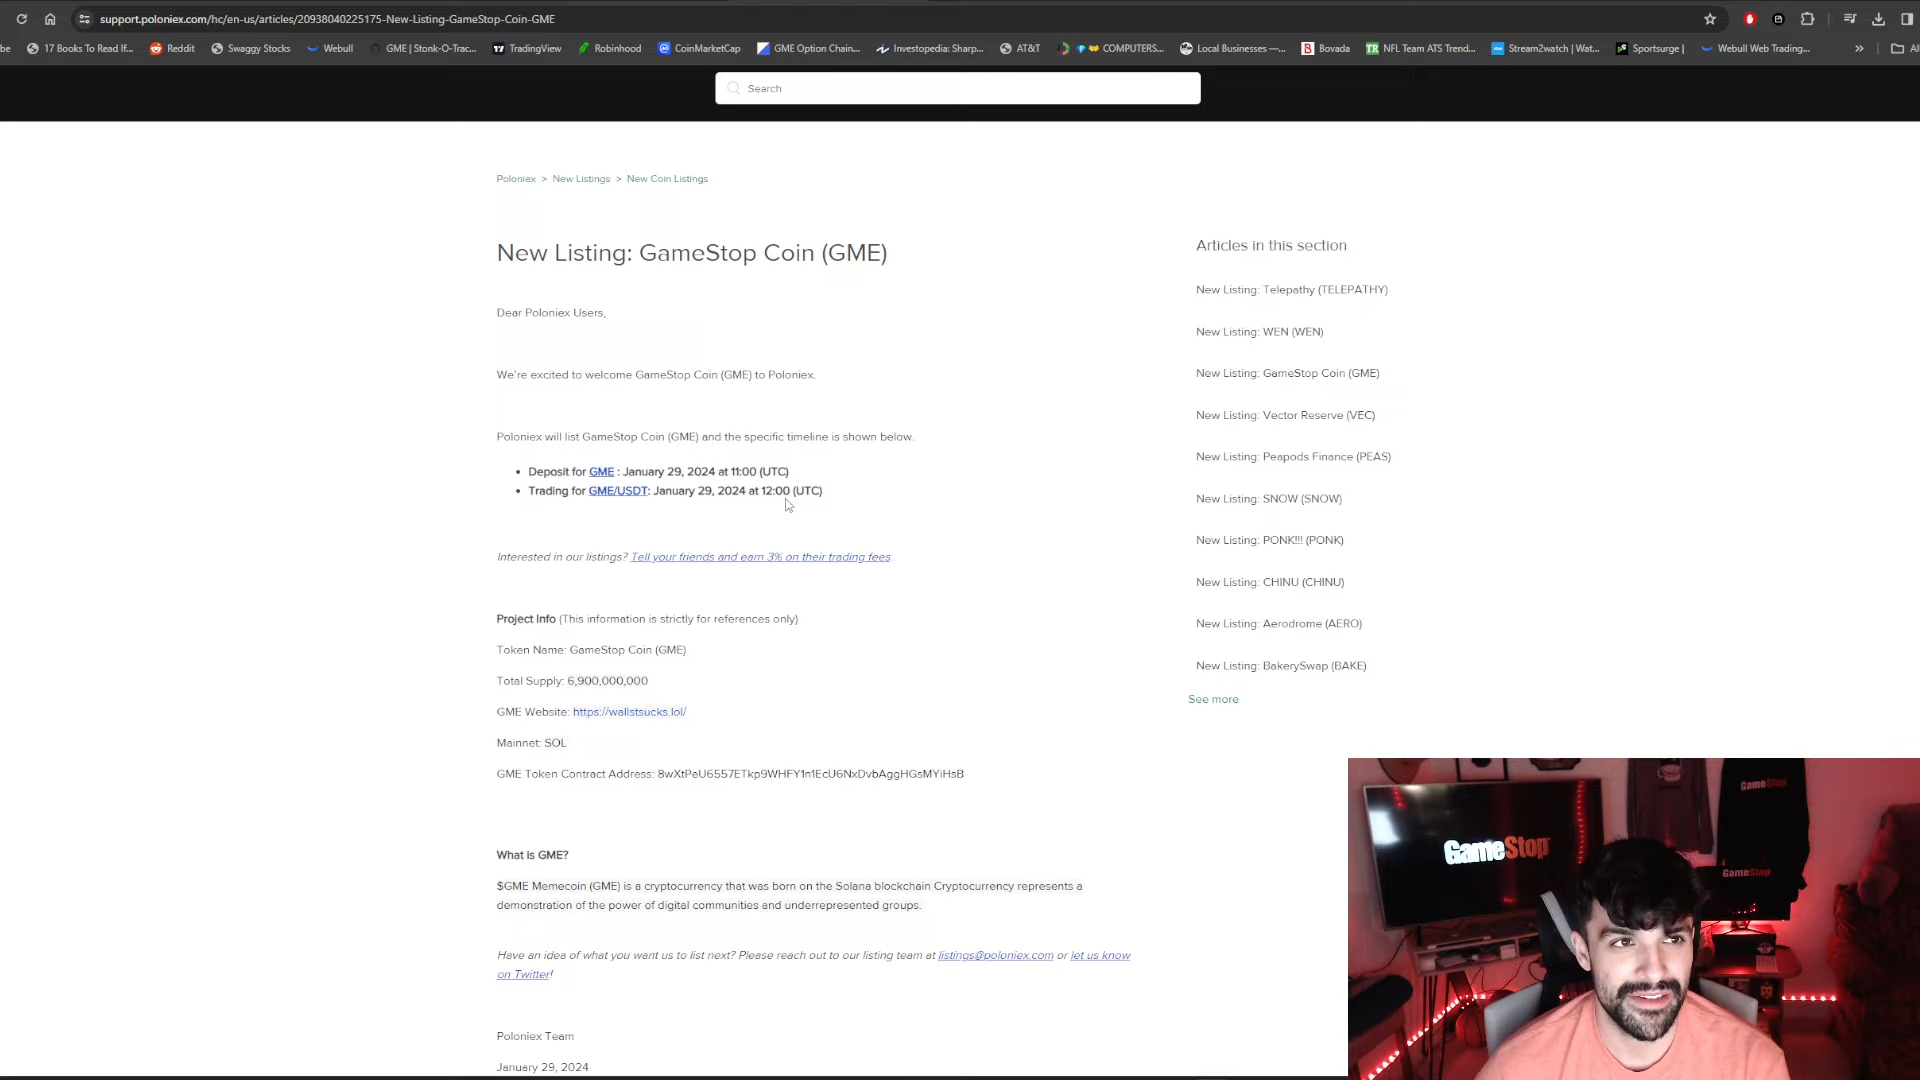 support.poloniex.com/hc/en-us/articles/20938040225175-New-Listing-GameStop-Coin-GME
be 17 Books To Read If... Reddit Swaggy Stocks Webull GME | Stonk-O-Trac... TradingView Robinhood CoinMarketCap GME Option Chain... Investopedia: Sharp... AT&T COMPUTERS... Local Businesses —... Bovada NFL Team ATS Trend... Stream2watch | Wat... Sportsurge | Webull Web Trading... » Al
Search
Poloniex > New Listings > New Coin Listings
New Listing: GameStop Coin (GME)
Dear Poloniex Users,
We're excited to welcome GameStop Coin (GME) to Poloniex.
Poloniex will list GameStop Coin (GME) and the specific timeline is shown below.
• Deposit for GME : January 29, 2024 at 11:00 (UTC)
• Trading for GME/USDT: January 29, 2024 at 12:00 (UTC)
Interested in our listings? Tell your friends and earn 3% on their trading fees.
Project Info (This information is strictly for references only)
Token Name: GameStop Coin (GME)
Total Supply: 6,900,000,000
GME Website: https://wallstsucks.lol/
Mainnet: SOL
GME Token Contract Address: 8wXtPeU6557ETkp9WHFY1n1EcU6NxDvbAggHGsMYiHsB
What is GME?
$GME Memecoin (GME) is a cryptocurrency that was born on the Solana blockchain Cryptocurrency represents a
demonstration of the power of digital communities and underrepresented groups.
Have an idea of what you want us to list next? Please reach out to our listing team at listings@poloniex.com or let us know
on Twitter!
Poloniex Team
January 29, 2024
Articles in this section
New Listing: Telepathy (TELEPATHY)
New Listing: WEN (WEN)
New Listing: GameStop Coin (GME)
New Listing: Vector Reserve (VEC)
New Listing: Peapods Finance (PEAS)
New Listing: SNOW (SNOW)
New Listing: PONK!!! (PONK)
New Listing: CHINU (CHINU)
New Listing: Aerodrome (AERO)
New Listing: BakerySwap (BAKE)
See more
GameStop
GameStop
GameStop